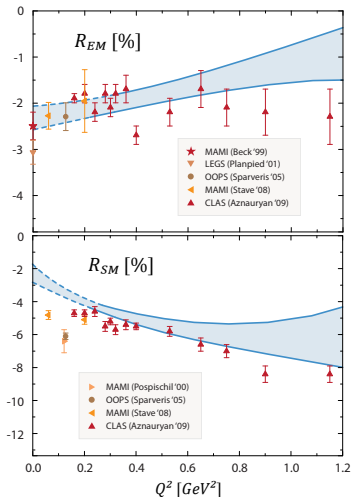 R_EM [%]
0
-1
-2
-3
-4
MAMI (Beck '99)
LEGS (Planpied '01)
OOPS (Sparveris '05)
MAMI (Stave '08)
CLAS (Aznauryan '09)
R_SM [%]
0
-2
-4
-6
-8
-10
-12
MAMI (Pospischil '00)
OOPS (Sparveris '05)
MAMI (Stave '08)
CLAS (Aznauryan '09)
0.0 0.2 0.4 0.6 0.8 1.0 1.2
Q² [GeV²]